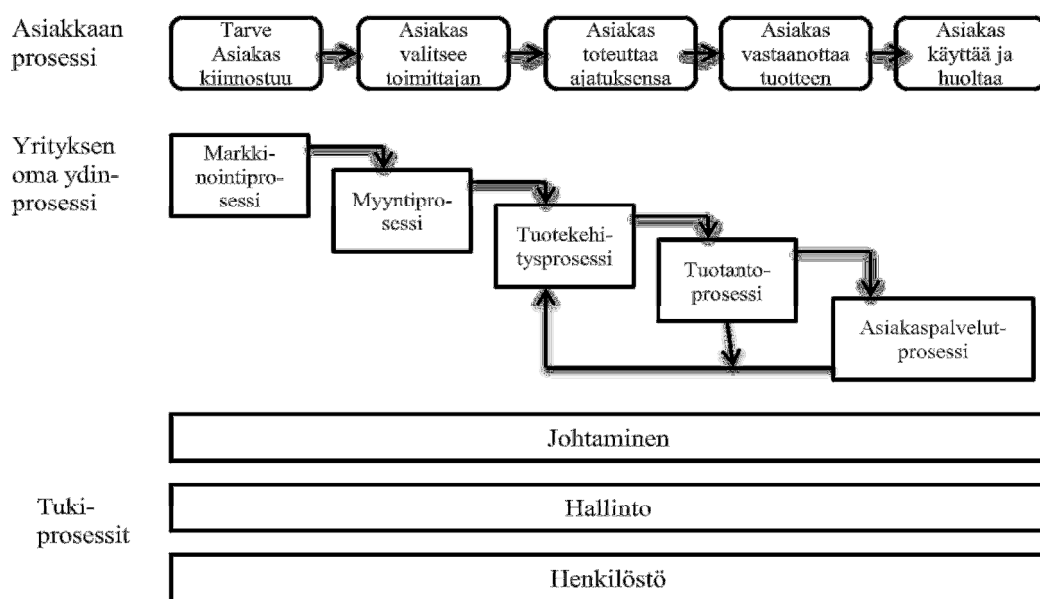 Asiakkaan
prosessi
Tarve
Asiakas
kiinnostuu
Asiakas
valitsee
toimittajan
Asiakas
toteuttaa
ajatuksensa
Asiakas
vastaanottaa
tuotteen
Asiakas
käyttää ja
huoltaa
Yrityksen
oma ydin-
prosessi
Markki-
nointipro-
sessi
Myyntipro-
sessi
Tuotekehi-
tysprosessi
Tuotanto-
prosessi
Asiakaspalvelut-
prosessi
Tuki-
prosessit
Johtaminen
Hallinto
Henkilöstö